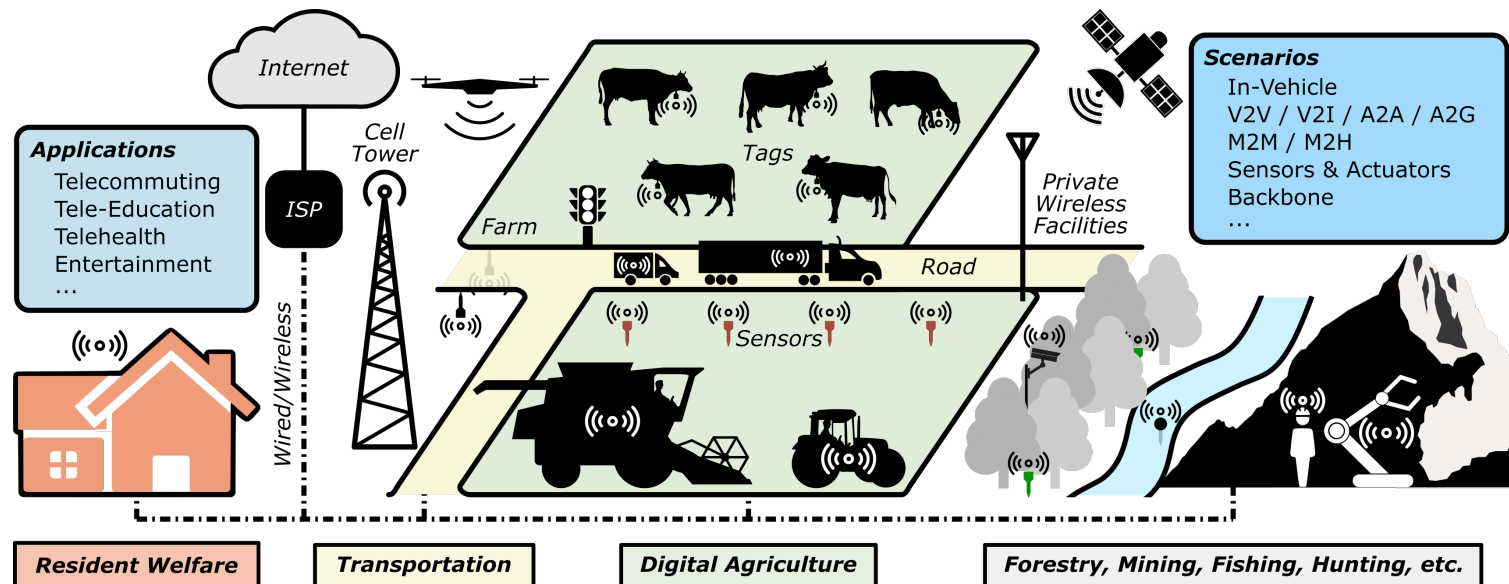 Internet
Applications
Telecommuting
Tele-Education
Telehealth
Entertainment
...
ISP
Wired/Wireless
Cell
Tower
Farm
Tags
Road
Sensors
Private
Wireless
Facilities
Scenarios
In-Vehicle
V2V / V2I / A2A / A2G
M2M / M2H
Sensors & Actuators
Backbone
...
Resident Welfare
Transportation
Digital Agriculture
Forestry, Mining, Fishing, Hunting, etc.